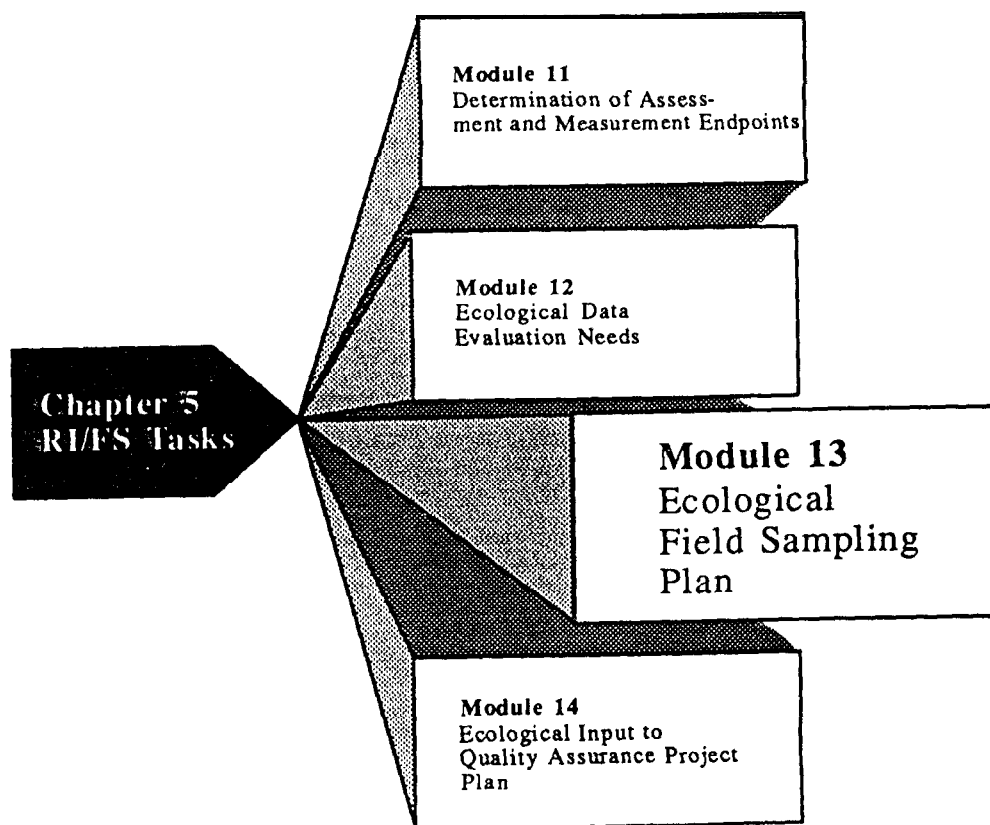 Module 11
Determination of Assess-
ment and Measurement Endpoints
Module 12
Ecological Data
Evaluation Needs
Chapter 5
RI/FS Tasks
Module 13
Ecological
Field Sampling
Plan
Module 14
Ecological Input to
Quality Assurance Project
Plan